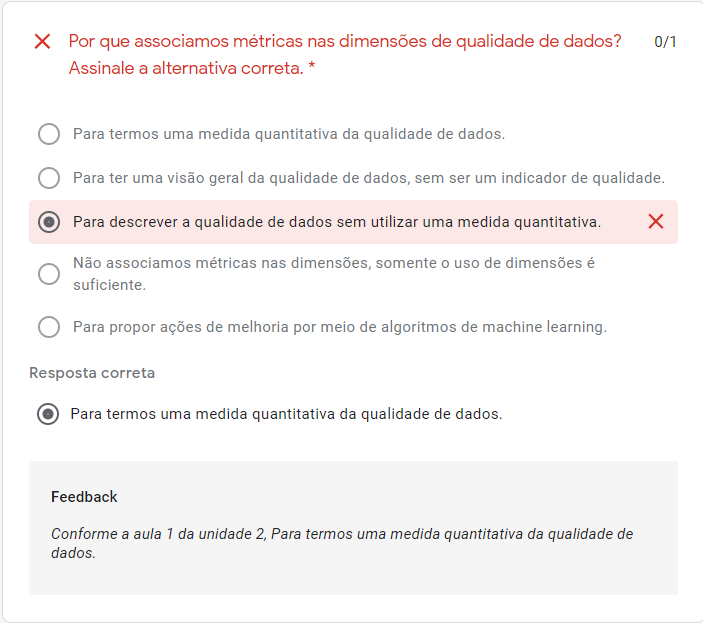 Por que associamos métricas nas dimensões de qualidade de dados? 0/1
Assinale a alternativa correta. *
Para termos uma medida quantitativa da qualidade de dados.
Para ter uma visão geral da qualidade de dados, sem ser um indicador de qualidade.
Para descrever a qualidade de dados sem utilizar uma medida quantitativa.
Não associamos métricas nas dimensões, somente o uso de dimensões é
suficiente.
Para propor ações de melhoria por meio de algoritmos de machine learning.
Resposta correta
Para termos uma medida quantitativa da qualidade de dados.
Feedback
Conforme a aula 1 da unidade 2, Para termos uma medida quantitativa da qualidade de
dados.